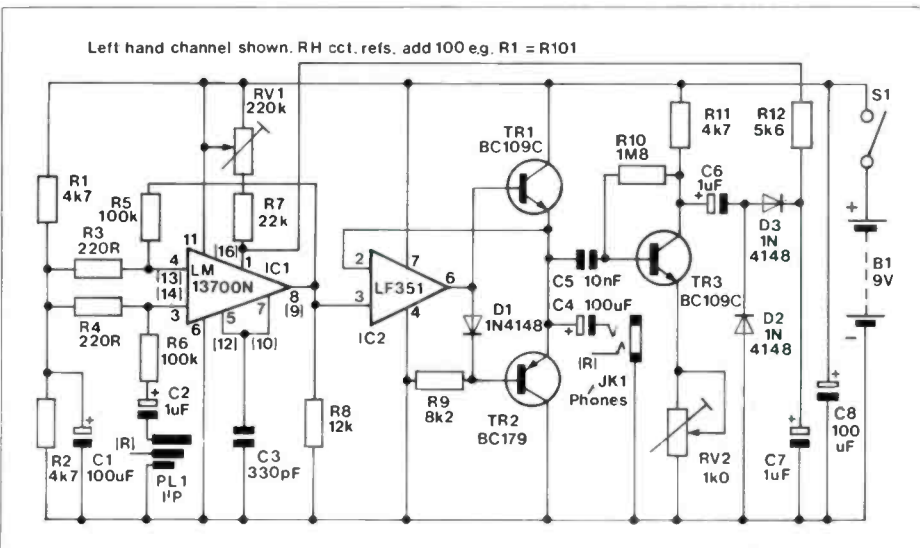 Left hand channel shown. RH cct. refs. add 100 e.g. R1 = R101
RV1
220k
R1
4k7
R3
220R
R5
100k
R7
22k
11
4
[13]
[14]
3
[16]
1
IC1
LM
13700N
8
[9]
6
5
7
[12]
[10]
R4
220R
R6
100k
C2
1uF
R2
4k7
C1
100uF
|R|
PL1
I'P
C3
330pF
R8
12k
2
3
LF351
7
6
4
IC2
D1
1N4148
R9
8k2
TR1
BC109C
TR2
BC179
C5
10nF
C4
100uF
|R|
JK1
Phones
R10
1M8
R11
4k7
TR3
BC109C
RV2
1k0
C6
1uF
D3
1N
4148
D2
1N
4148
R12
5k6
C7
1uF
C8
100
uF
S1
+
B1
9V
−